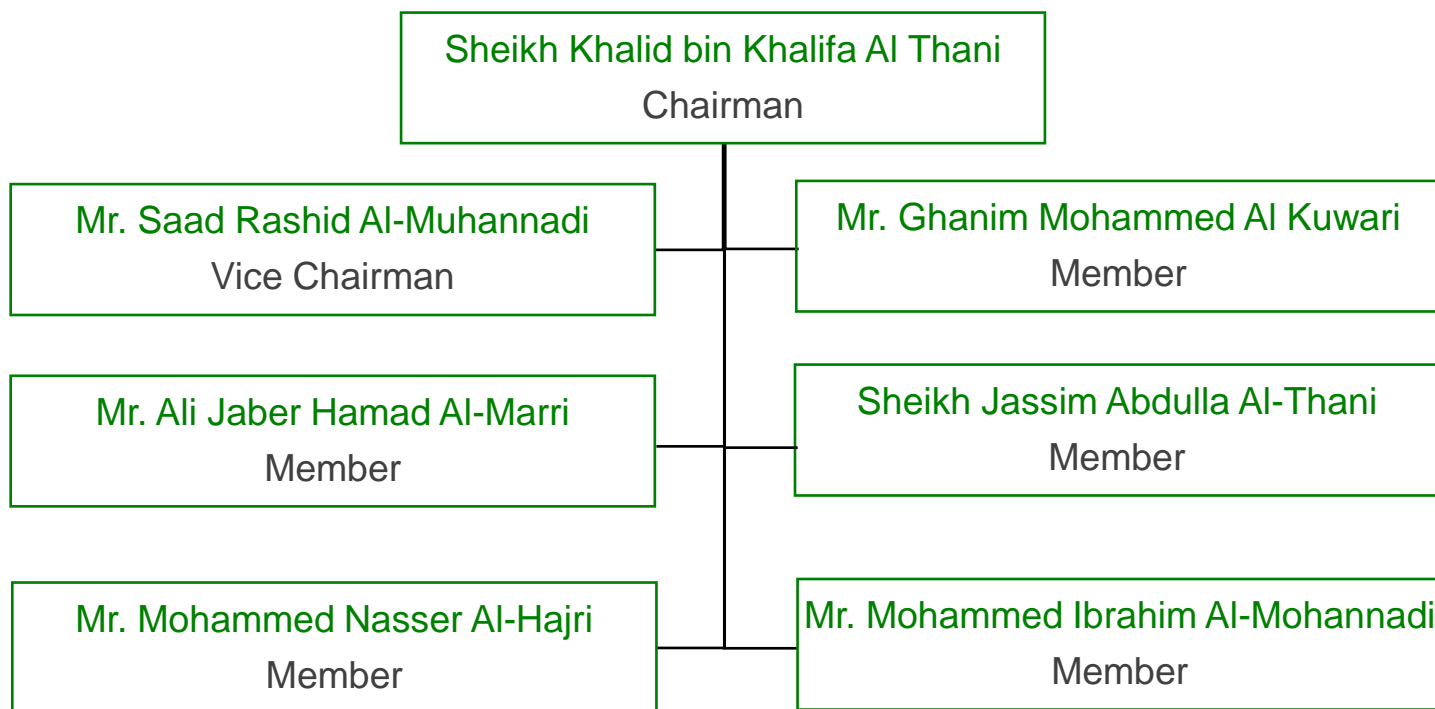 Sheikh Khalid bin Khalifa Al Thani
Chairman
Mr. Saad Rashid Al-Muhannadi
Vice Chairman
Mr. Ghanim Mohammed Al Kuwari
Member
Mr. Ali Jaber Hamad Al-Marri
Member
Sheikh Jassim Abdulla Al-Thani
Member
Mr. Mohammed Nasser Al-Hajri
Member
Mr. Mohammed Ibrahim Al-Mohannadi
Member